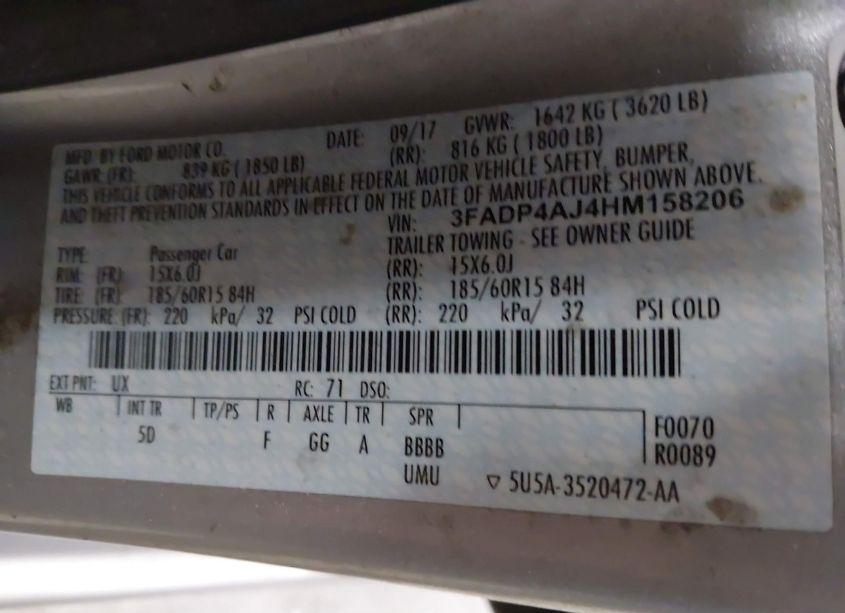 MFD. BY FORD MOTOR CO. DATE: 09/17 GVWR: 1642 KG ( 3620 LB)
GAWR: (FR): 839 KG ( 1850 LB) (RR): 816 KG ( 1800 LB)
THIS VEHICLE CONFORMS TO ALL APPLICABLE FEDERAL MOTOR VEHICLE SAFETY, BUMPER,
AND THEFT PREVENTION STANDARDS IN EFFECT ON THE DATE OF MANUFACTURE SHOWN ABOVE.
VIN: 3FADP4AJ4HM158206
TYPE: Passenger Car TRAILER TOWING - SEE OWNER GUIDE
RIM: (FR): 15X6.0J (RR): 15X6.0J
TIRE: (FR): 185/60R15 84H (RR): 185/60R15 84H
PRESSURE: (FR): 220 kPa/ 32 PSI COLD (RR): 220 kPa/ 32 PSI COLD
EXT PNT: UX RC: 71 DSO:
WB INT TR TP/PS R AXLE TR SPR
5D F GG A BBBB
UMU
F0070
R0089
▽ 5U5A-3520472-AA